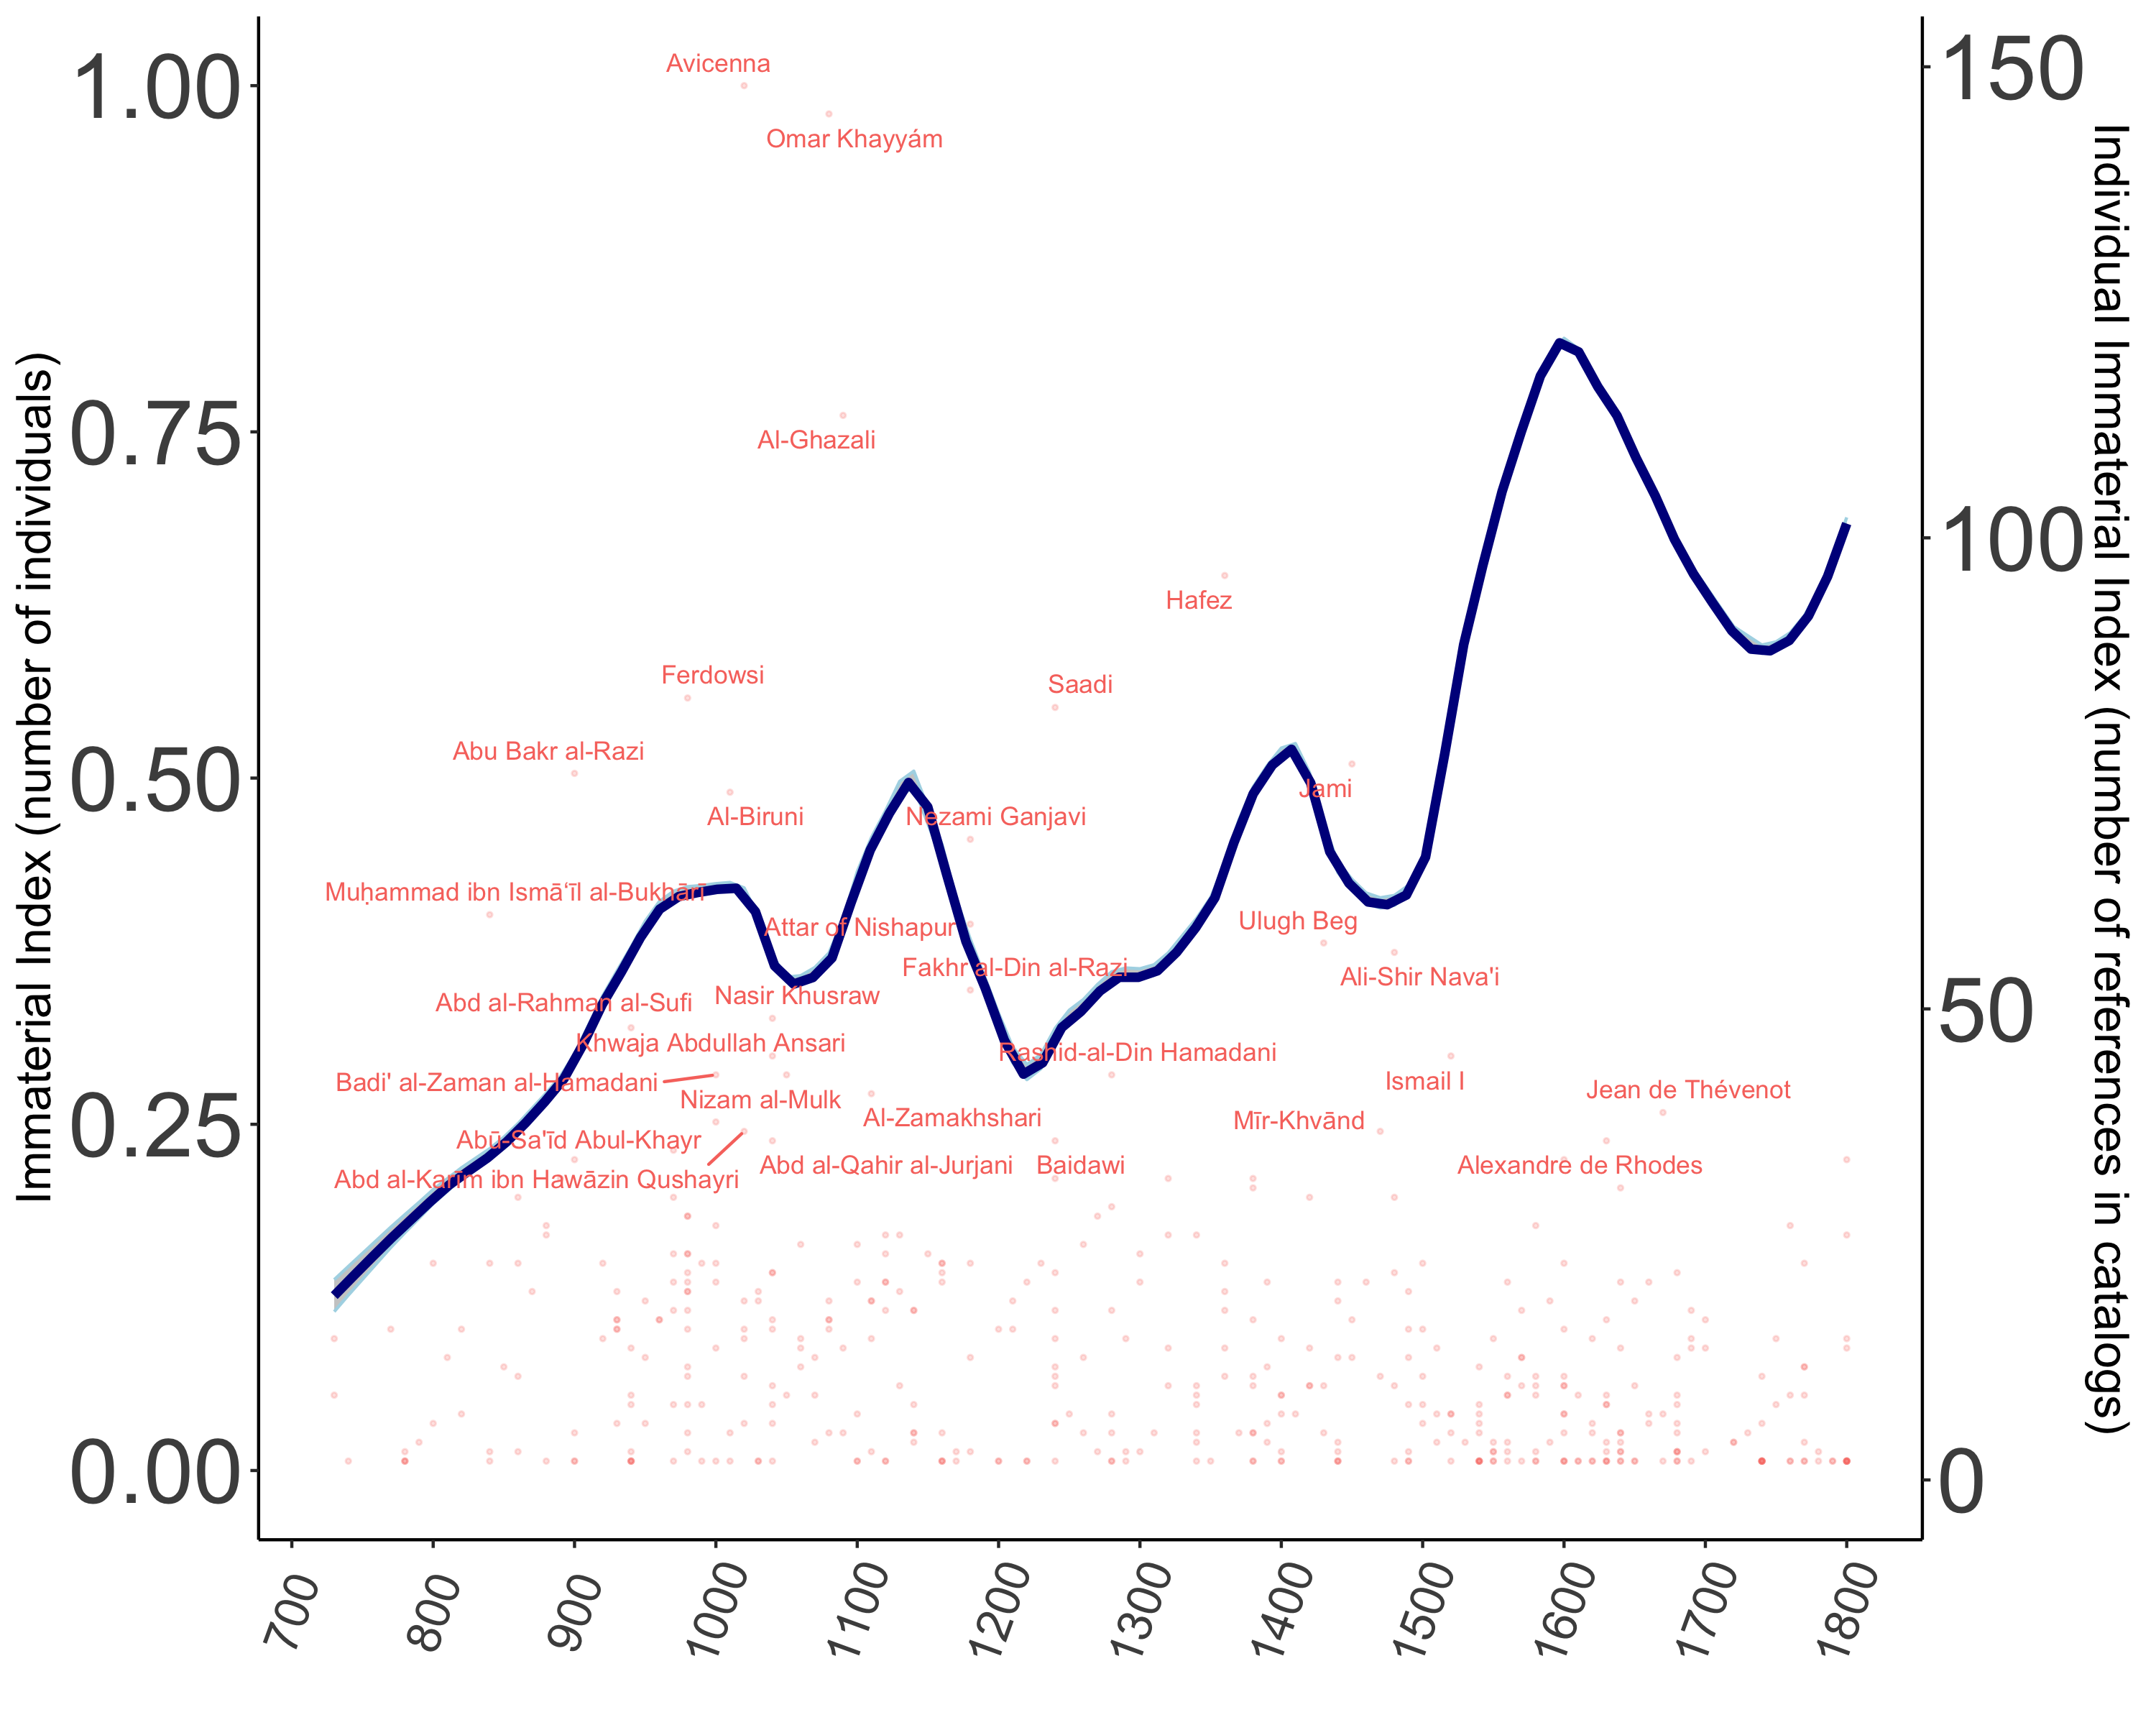 Immaterial Index (number of individuals)
1.00
0.75
0.50
0.25
0.00
Avicenna
Omar Khayyám
Al-Ghazali
Hafez
Ferdowsi
Saadi
Abu Bakr al-Razi
Jami
Al-Biruni
Nezami Ganjavi
Muḥammad ibn Ismā‘īl al-Bukhārī
Ulugh Beg
Attar of Nishapur
Fakhr al-Din al-Razi
Ali-Shir Nava'i
Nasir Khusraw
Abd al-Rahman al-Sufi
Khwaja Abdullah Ansari
Rashid-al-Din Hamadani
Ismail I
Badi' al-Zaman al-Hamadani
Jean de Thévenot
Nizam al-Mulk
Al-Zamakhshari
Mīr-Khvānd
Abū-Sa'īd Abul-Khayr
Abd al-Qahir al-Jurjani
Baidawi
Alexandre de Rhodes
Abd al-Karīm ibn Hawāzin Qushayri
150
100
50
0
Individual Immaterial Index (number of references in catalogs)
700
800
900
1000
1100
1200
1300
1400
1500
1600
1700
1800